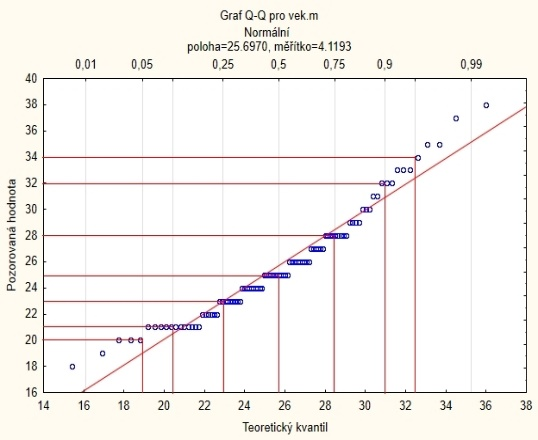 Graf Q-Q pro vek.m
Normální
poloha=25.6970, měřítko=4.1193
0,01 0,05 0,25 0,5 0,75 0,9 0,99
40
38
36
34
32
30
28
26
24
22
20
18
16
Pozorovaná hodnota
14 16 18 20 22 24 26 28 30 32 34 36 38
Teoretický kvantil